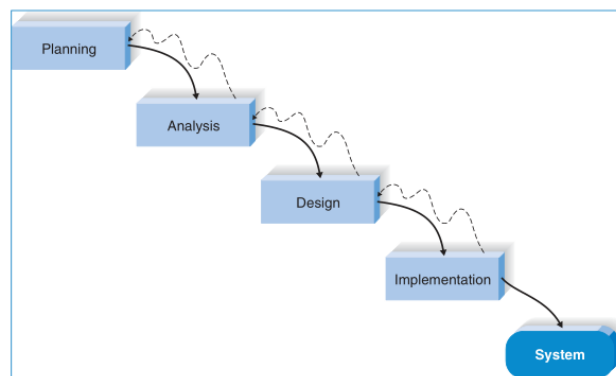 Planning
Analysis
Design
Implementation
System